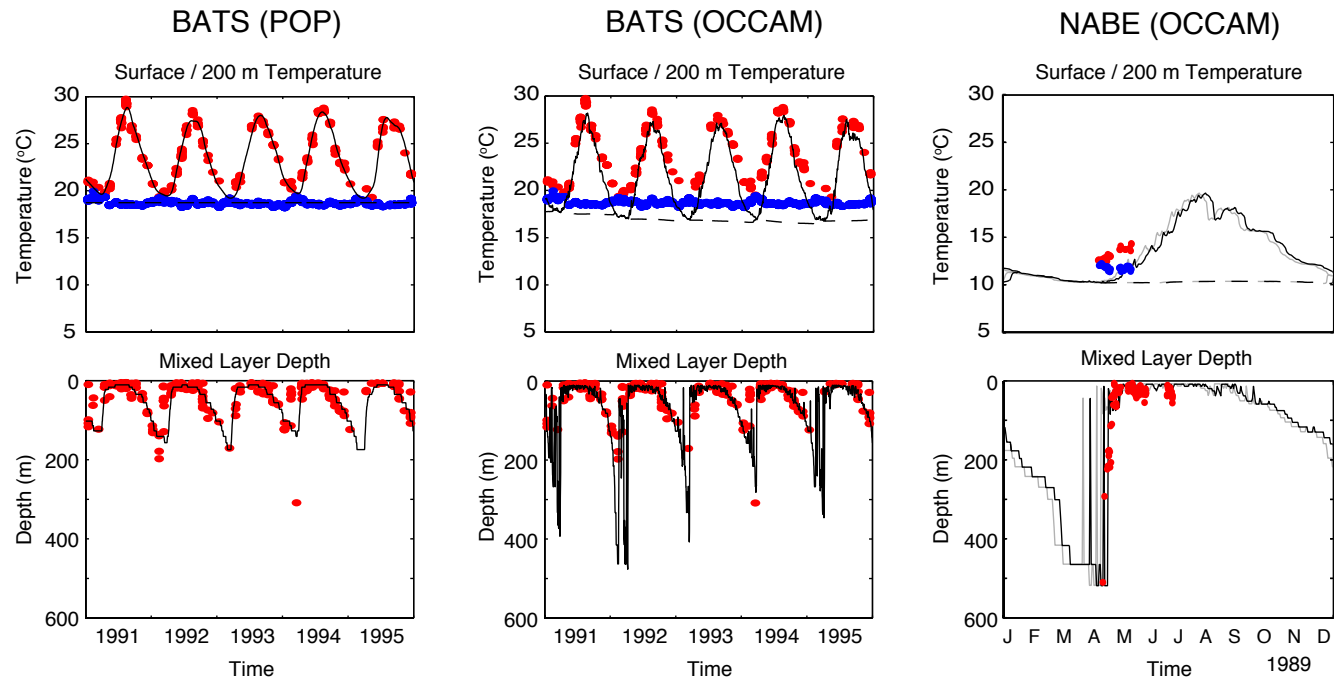 BATS (POP)
BATS (OCCAM)
NABE (OCCAM)
Surface / 200 m Temperature
Surface / 200 m Temperature
Surface / 200 m Temperature
Temperature (°C)
30
25
20
15
10
5
Temperature (°C)
30
25
20
15
10
5
Temperature (°C)
30
25
20
15
10
5
Mixed Layer Depth
Mixed Layer Depth
Mixed Layer Depth
Depth (m)
0
200
400
600
1991 1992 1993 1994 1995
Time
Depth (m)
0
200
400
600
1991 1992 1993 1994 1995
Time
Depth (m)
0
200
400
600
J F M A M J J A S O N D
Time
1989